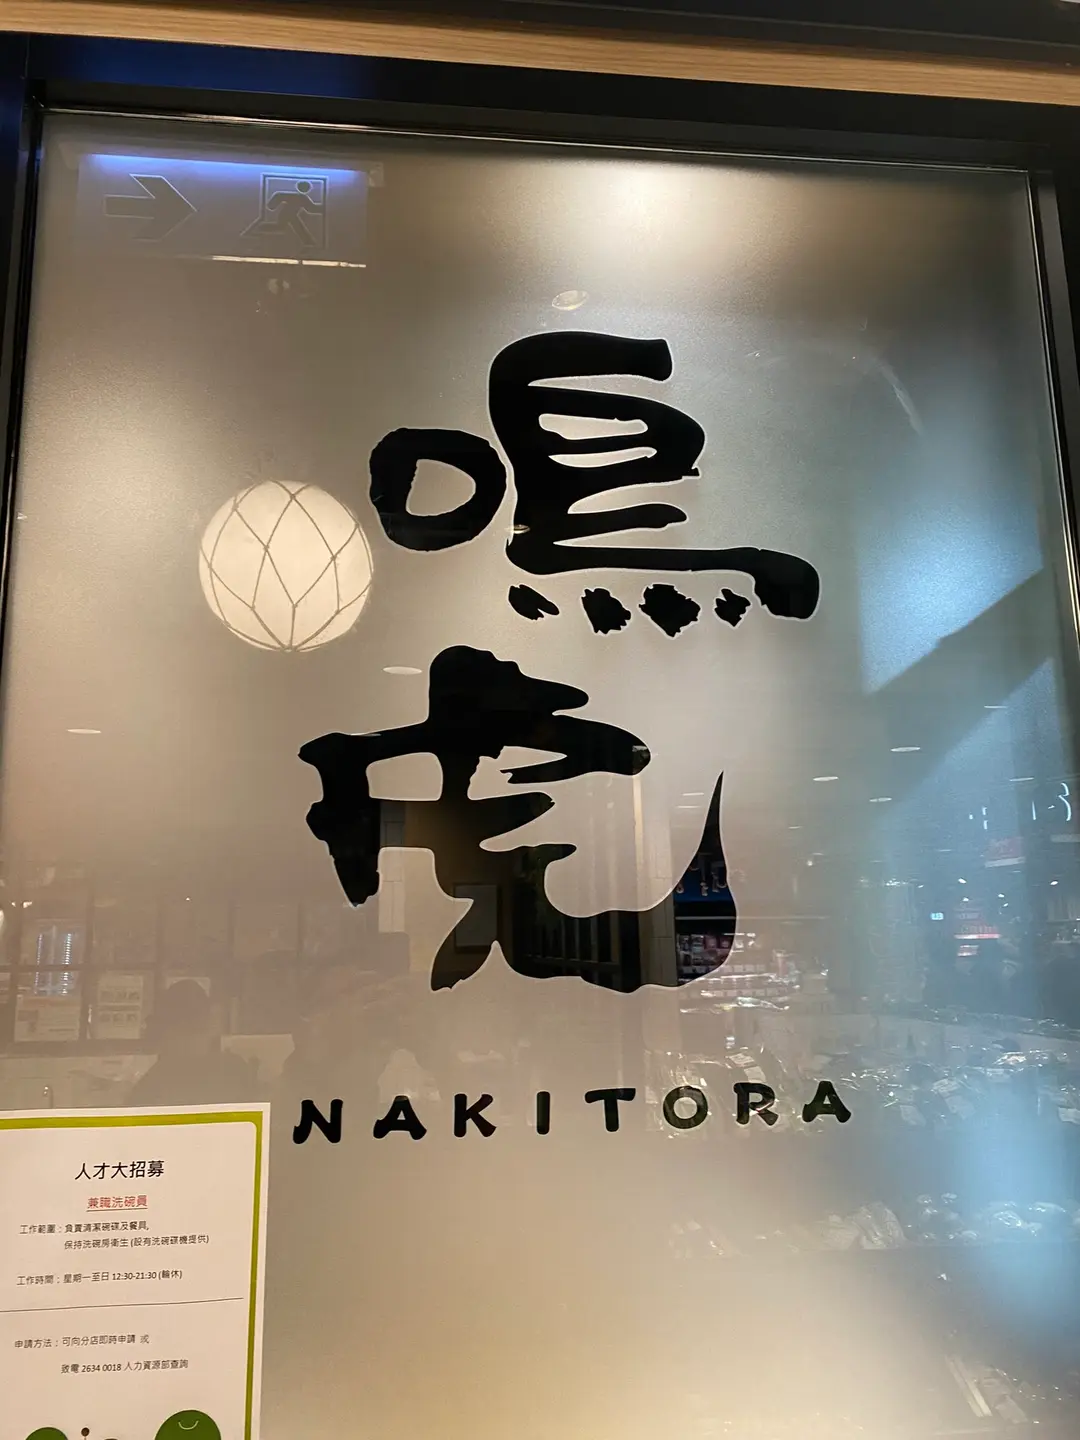 鳴
虎
NAKITORA
人才大招募
兼職洗碗員
工作範圍：負責清潔碗碟及餐具,
保持洗碗房衛生 (設有洗碗碟機提供)
工作時間：星期一至日 12:30-21:30 (輪休)
申請方法：可向分店即時申請 或
致電 2634 0018 人力資源部查詢